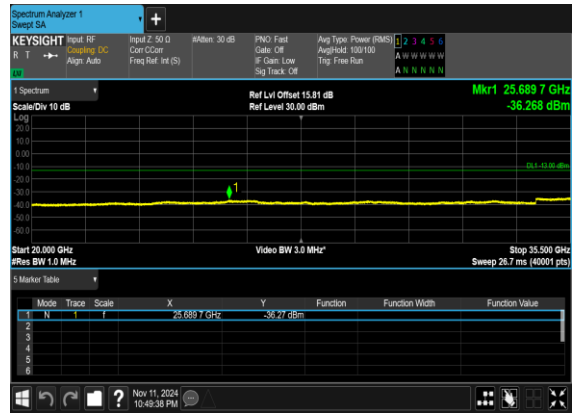 Spectrum Analyzer 1
Swept SA
+
KEYSIGHT
R T
Input: RF
Coupling: DC
Align: Auto
Input Z: 50 Ω
Corr CCorr
Freq Ref: Int (S)
#Atten: 30 dB
PNO: Fast
Gate: Off
IF Gain: Low
Sig Track: Off
Avg Type: Power (RMS)
Avg|Hold: 100/100
Trig: Free Run
1 2 3 4 5 6
A W W W W W
A N N N N N
1 Spectrum
Scale/Div 10 dB
Ref Lvl Offset 15.81 dB
Ref Level 30.00 dBm
Mkr1 25.689 7 GHz
-36.268 dBm
Log
20.0
10.0
0.00
-10.0
DL1 -13.00 dBm
-20.0
-30.0
1
-40.0
-50.0
-60.0
Start 20.000 GHz
#Res BW 1.0 MHz
Video BW 3.0 MHz*
Stop 35.500 GHz
Sweep 26.7 ms (40001 pts)
5 Marker Table
Mode Trace Scale X Y Function Function Width Function Value
1 N 1 f 25.689 7 GHz -36.27 dBm
2
3
4
5
6
?
Nov 11, 2024
10:49:38 PM